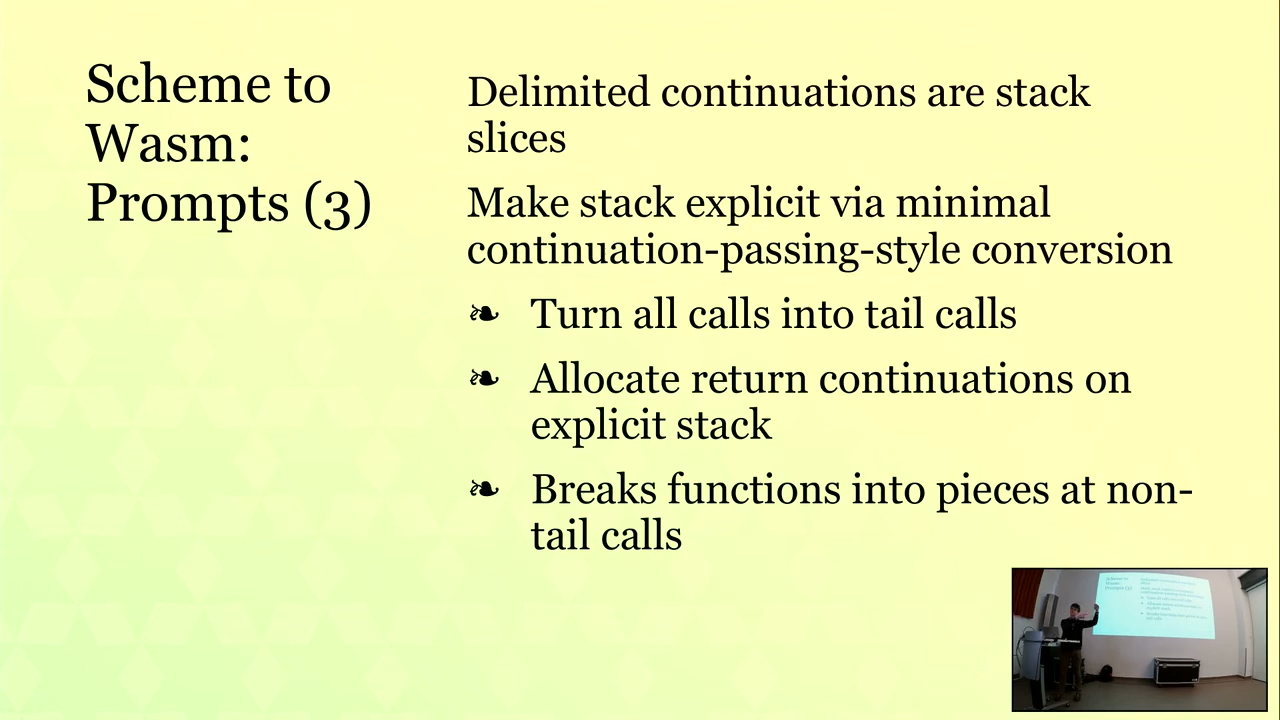 Scheme to
Wasm:
Prompts (3)
Delimited continuations are stack
slices
Make stack explicit via minimal
continuation-passing-style conversion
❧ Turn all calls into tail calls
❧ Allocate return continuations on
explicit stack
❧ Breaks functions into pieces at non-
tail calls